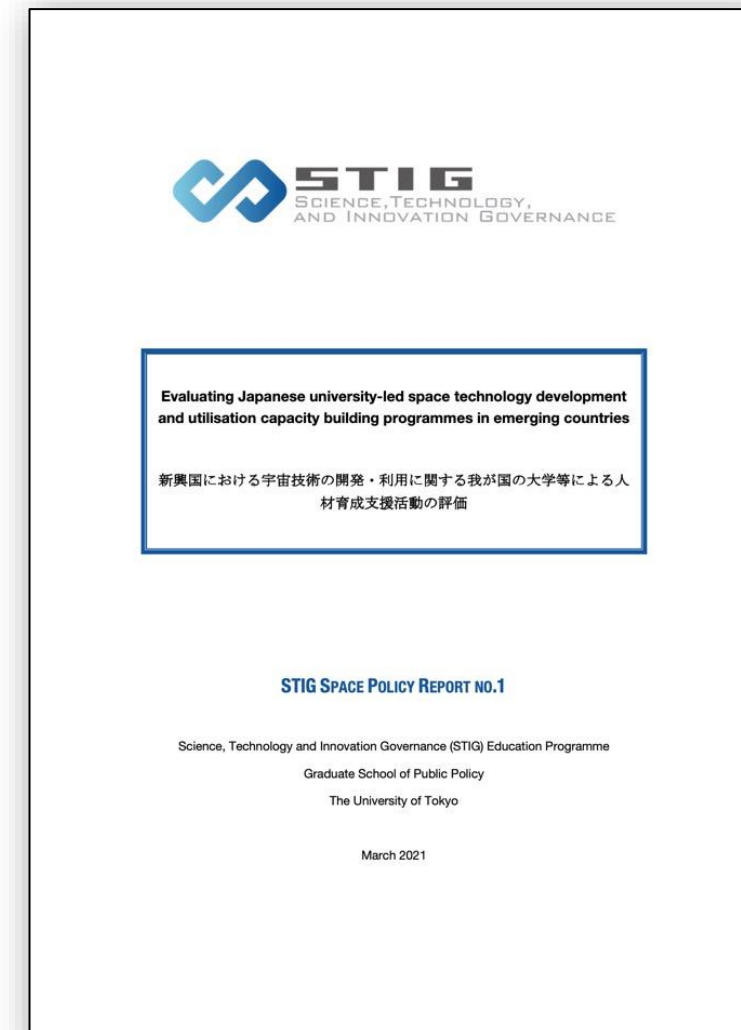 STIG
SCIENCE, TECHNOLOGY,
AND INNOVATION GOVERNANCE
Evaluating Japanese university-led space technology development
and utilisation capacity building programmes in emerging countries
新興国における宇宙技術の開発・利用に関する我が国の大学等による人
材育成支援活動の評価
STIG SPACE POLICY REPORT NO.1
Science, Technology and Innovation Governance (STIG) Education Programme
Graduate School of Public Policy
The University of Tokyo
March 2021